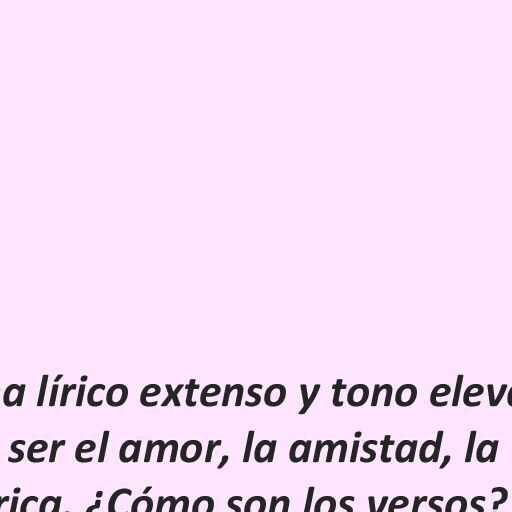 a lírico extenso y tono eleva
ser el amor, la amistad, la
rica. ¿Cómo son los versos?